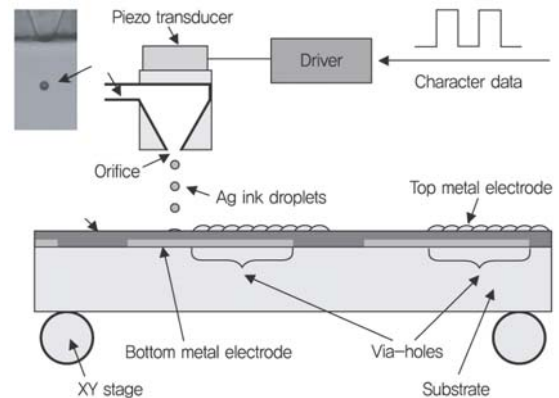 Piezo transducer
Driver
Character data
Orifice
Ag ink droplets
Top metal electrode
Bottom metal electrode
Via-holes
XY stage
Substrate